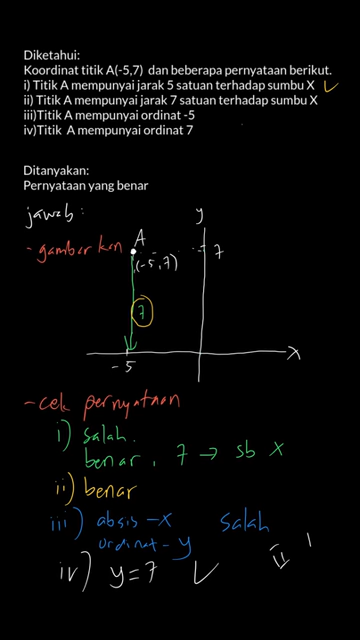 Diketahui:
Koordinat titik A(-5,7) dan beberapa pernyataan berikut.
i) Titik A mempunyai jarak 5 satuan terhadap sumbu X ✓
ii) Titik A mempunyai jarak 7 satuan terhadap sumbu X
iii)Titik A mempunyai ordinat -5
iv)Titik A mempunyai ordinat 7
Ditanyakan:
Pernyataan yang benar
jawab :
y
- gambar kan
A
7
(-5,7)
7
x
-5
- cek pernyataan
i) salah.
benar, 7 → sb X
ii) benar
iii) absis - x salah
ordinat - y
iv) y = 7 ✓ II